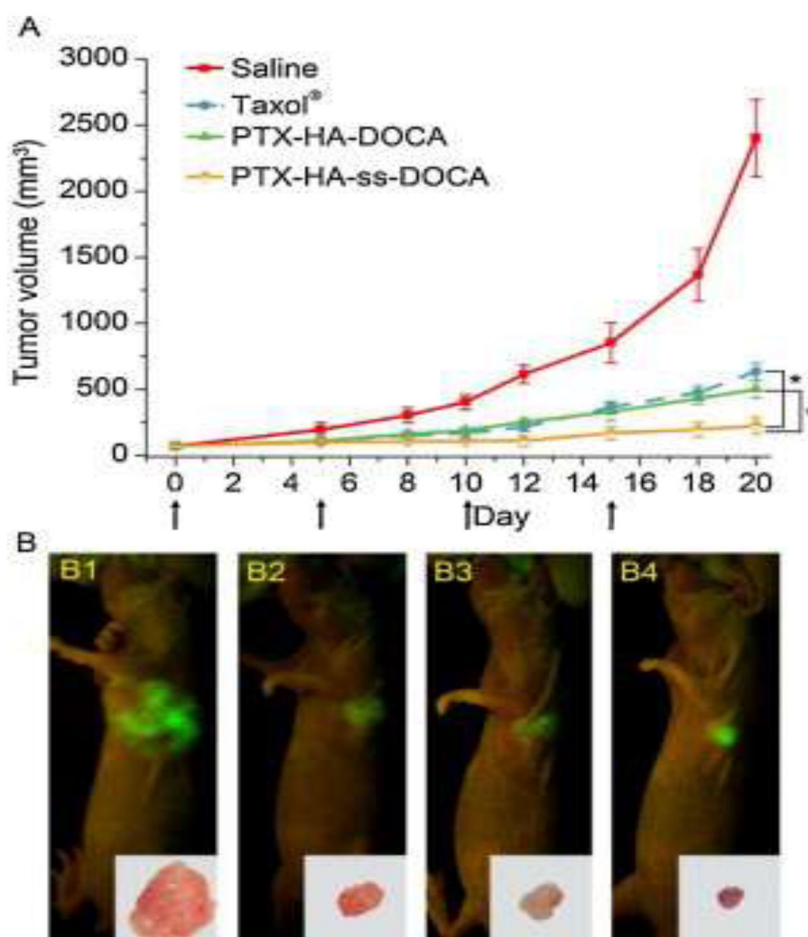 A
3000
2500
2000
1500
1000
500
0
Tumor volume (mm³)
Saline
Taxol®
PTX-HA-DOCA
PTX-HA-ss-DOCA
*
0 2 4 6 8 10 12 14 16 18 20
Day
B
B1 B2 B3 B4